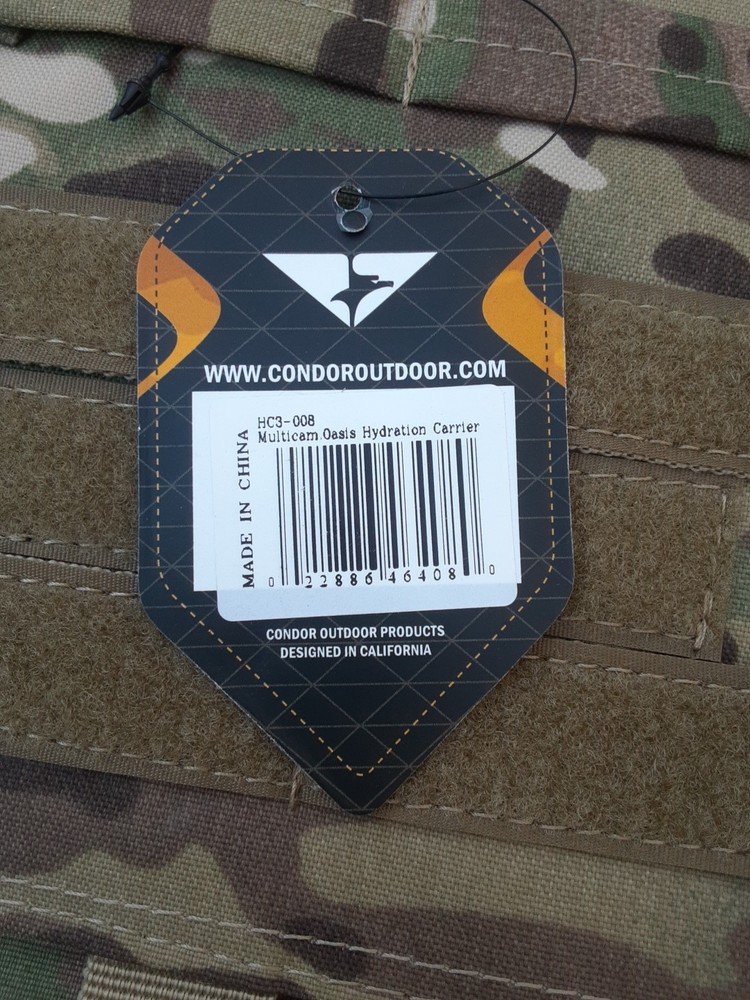 WWW.CONDOROUTDOOR.COM
HC3-008
Multicam Oasis Hydration Carrier
MADE IN CHINA
0 22886 46408 0
CONDOR OUTDOOR PRODUCTS
DESIGNED IN CALIFORNIA